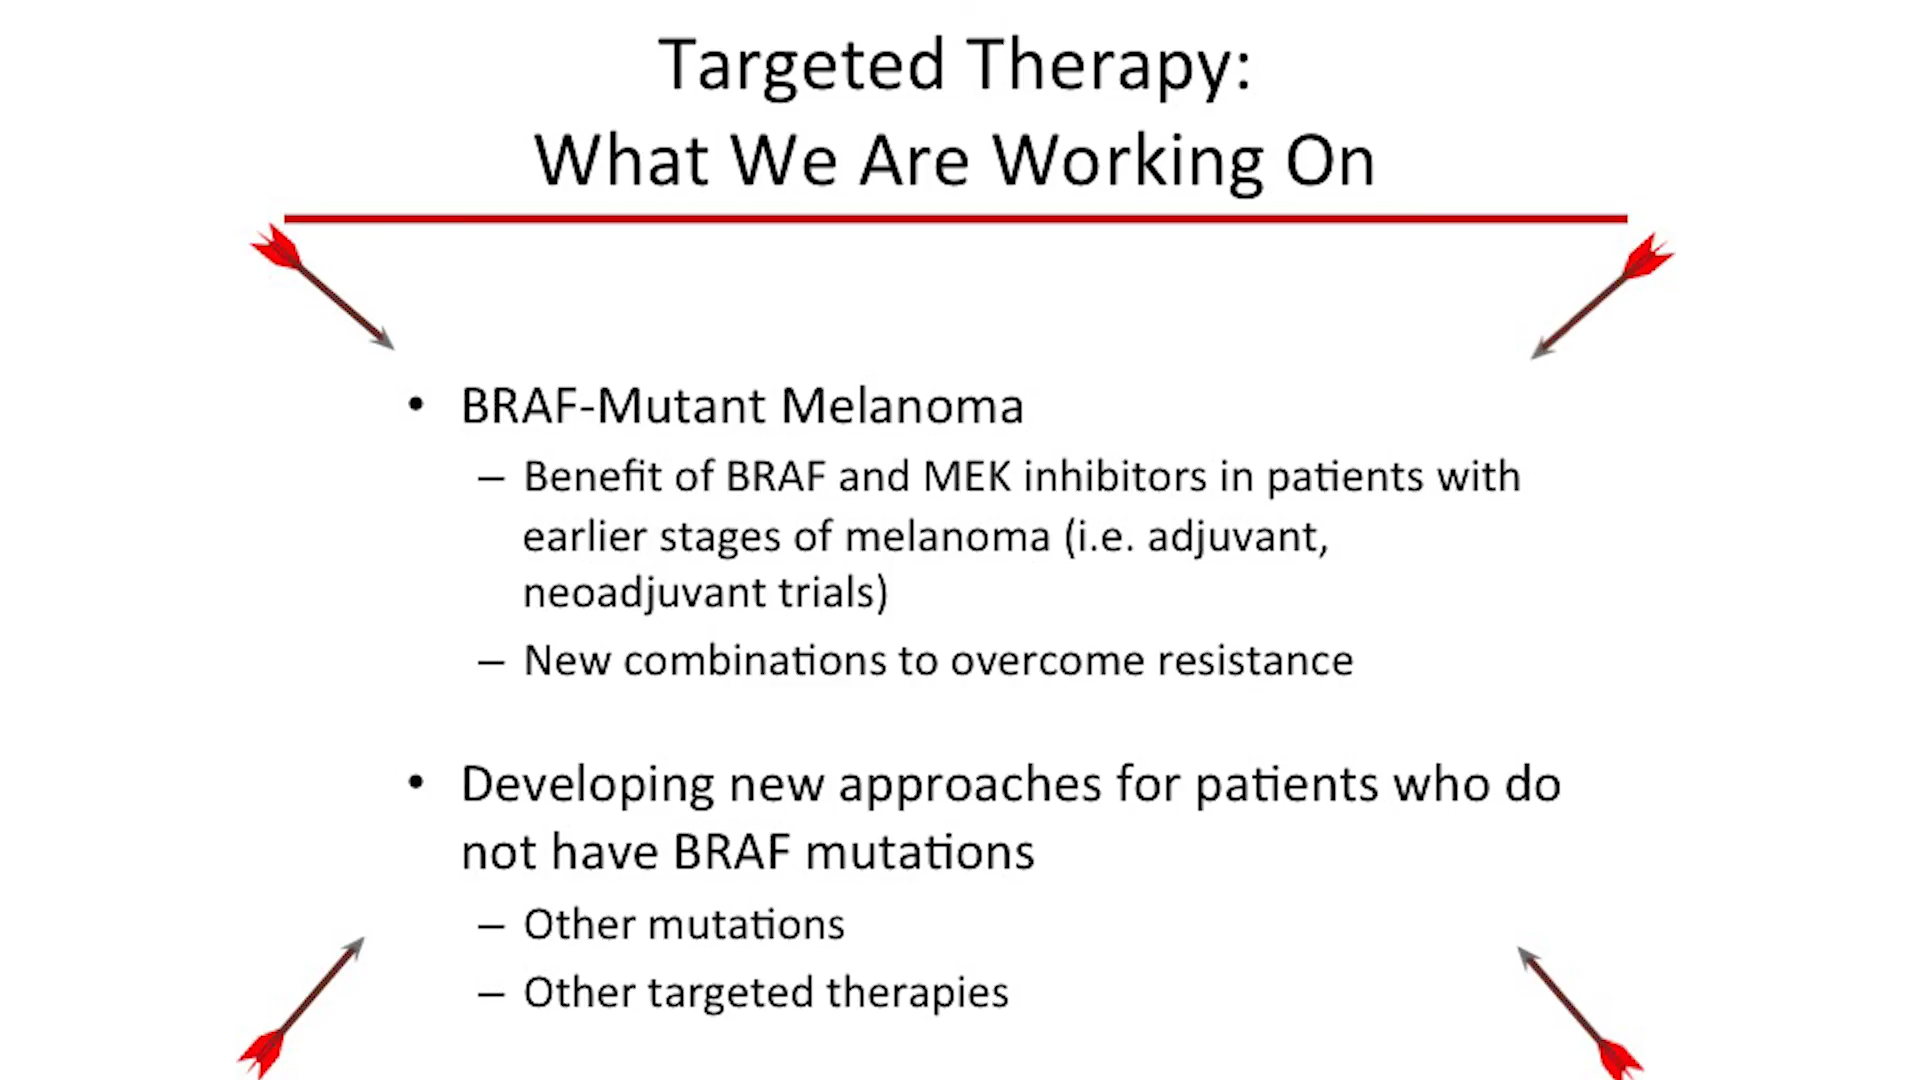 Targeted Therapy:
What We Are Working On
• BRAF-Mutant Melanoma
– Benefit of BRAF and MEK inhibitors in patients with
earlier stages of melanoma (i.e. adjuvant,
neoadjuvant trials)
– New combinations to overcome resistance
• Developing new approaches for patients who do
not have BRAF mutations
– Other mutations
– Other targeted therapies